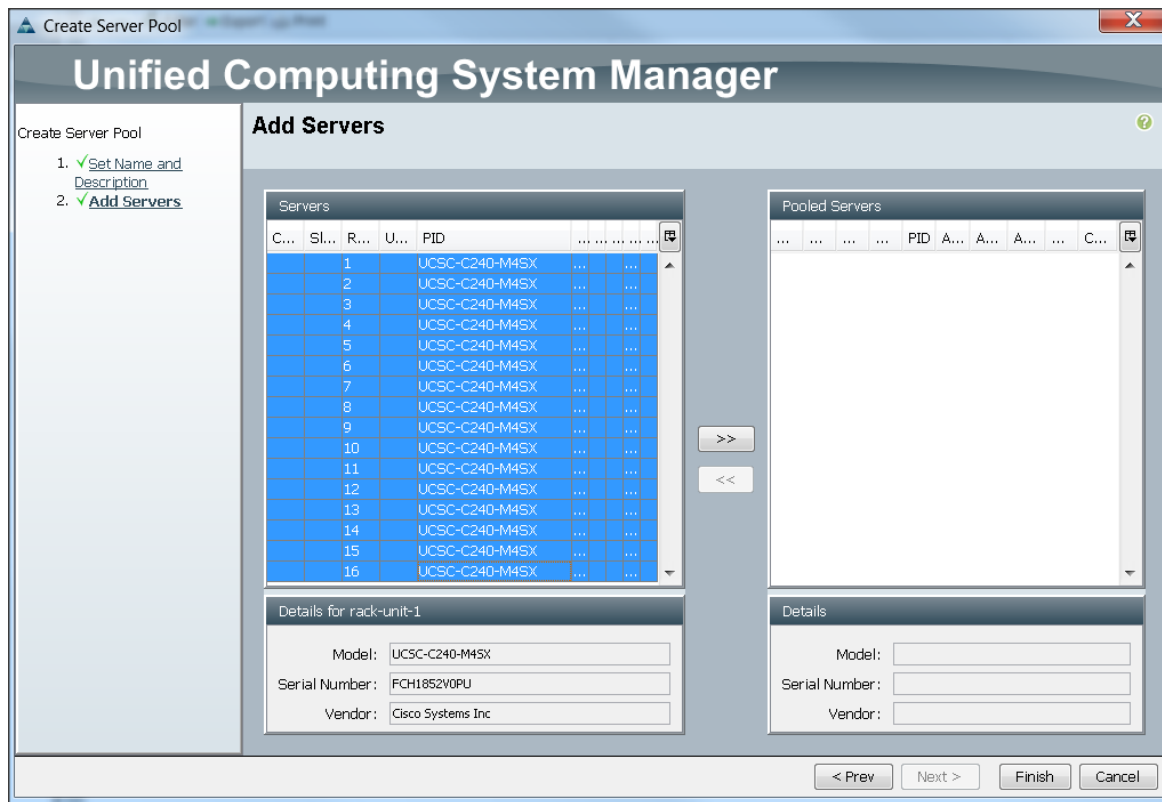 Create Server Pool
Unified Computing System Manager
Create Server Pool
1. Set Name and
Description
2. Add Servers
Add Servers
Servers
C... Sl... R... U... PID ... ... ... ... ...
1 UCSC-C240-M4SX ... ...
2 UCSC-C240-M4SX ... ...
3 UCSC-C240-M4SX ... ...
4 UCSC-C240-M4SX ... ...
5 UCSC-C240-M4SX ... ...
6 UCSC-C240-M4SX ... ...
7 UCSC-C240-M4SX ... ...
8 UCSC-C240-M4SX ... ...
9 UCSC-C240-M4SX ... ...
10 UCSC-C240-M4SX ... ...
11 UCSC-C240-M4SX ... ...
12 UCSC-C240-M4SX ... ...
13 UCSC-C240-M4SX ... ...
14 UCSC-C240-M4SX ... ...
15 UCSC-C240-M4SX ... ...
16 UCSC-C240-M4SX ... ...
Details for rack-unit-1
Model: UCSC-C240-M4SX
Serial Number: FCH1852V0PU
Vendor: Cisco Systems Inc
>>
<<
Pooled Servers
... ... ... ... PID A... A... A... ... C...
Details
Model:
Serial Number:
Vendor:
< Prev Next > Finish Cancel